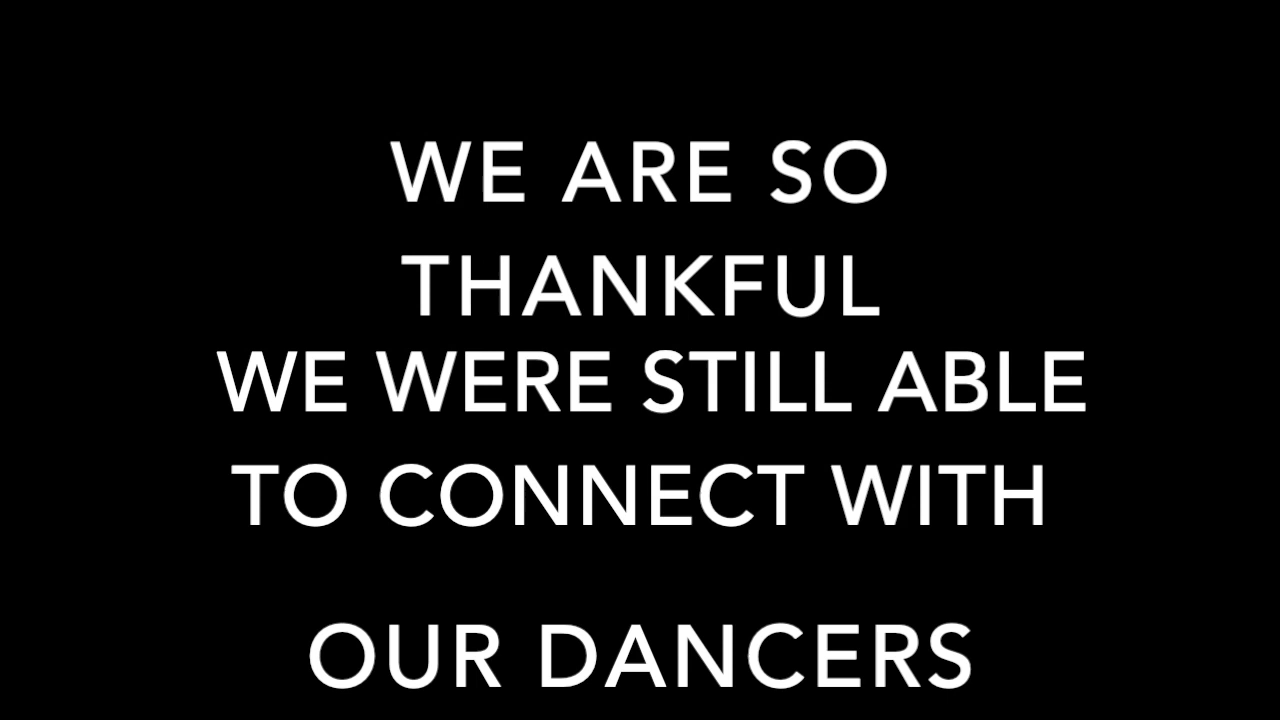 WE ARE SO
THANKFUL
WE WERE STILL ABLE
TO CONNECT WITH
OUR DANCERS